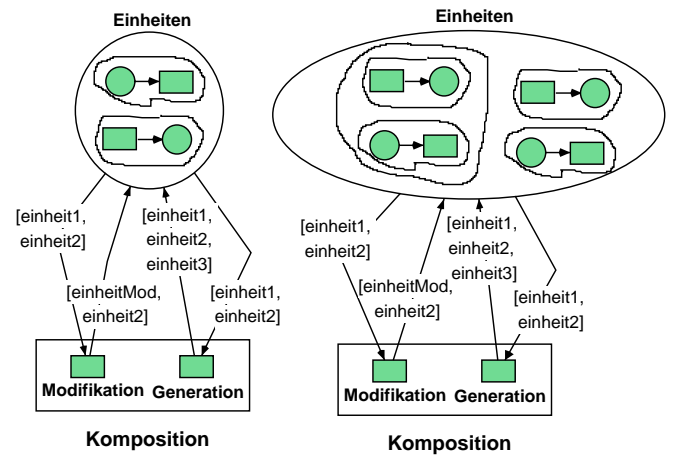 Einheiten
[einheit1,
einheit2]
[einheitMod,
einheit2]
[einheit1,
einheit2,
einheit3]
[einheit1,
einheit2]
Modifikation
Generation
Komposition
Einheiten
[einheit1,
einheit2]
[einheitMod,
einheit2]
[einheit1,
einheit2,
einheit3]
[einheit1,
einheit2]
Modifikation
Generation
Komposition